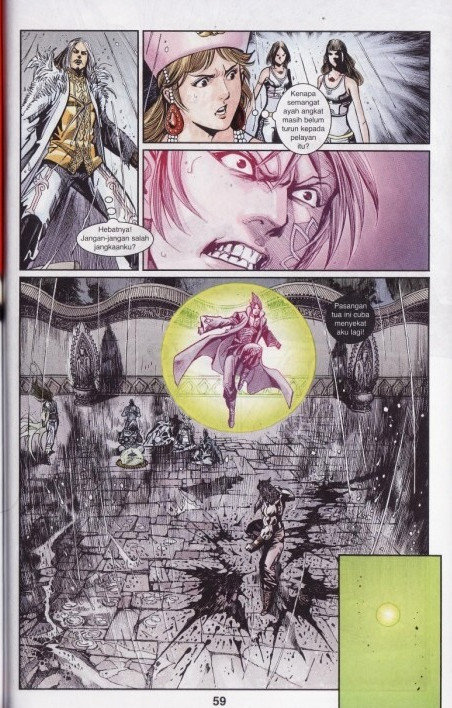 Kenapa
semangat
ayah angkat
masih belum
turun kepada
pelayan
itu?
Hebatnya!
Jangan-jangan salah
jangkaanku?
Pasangan
tua ini cuba
menyekat
aku lagi!
59